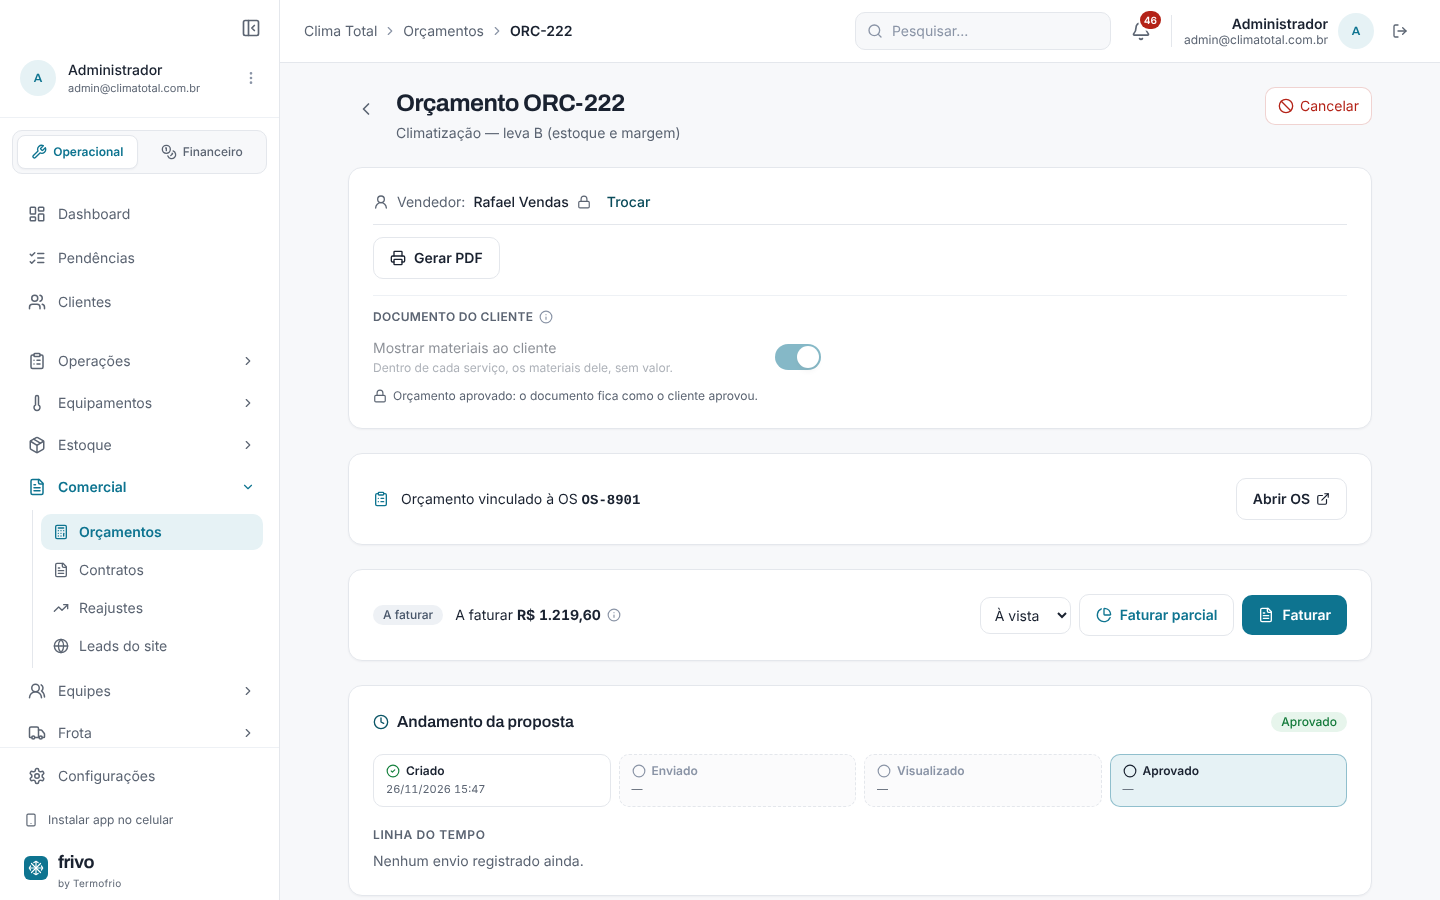 Administrador
admin@climatotal.com.br
A
Operacional
Financeiro
Dashboard
Pendências
Clientes
Operações
Equipamentos
Estoque
Comercial
Orçamentos
Contratos
Reajustes
Leads do site
Equipes
Frota
Configurações
Instalar app no celular
frivo
by Termofrio
Clima Total > Orçamentos > ORC-222
Pesquisar...
46
Administrador
admin@climatotal.com.br
A
Orçamento ORC-222
Climatização — leva B (estoque e margem)
Cancelar
Vendedor: Rafael Vendas Trocar
Gerar PDF
DOCUMENTO DO CLIENTE
Mostrar materiais ao cliente
Dentro de cada serviço, os materiais dele, sem valor.
Orçamento aprovado: o documento fica como o cliente aprovou.
Orçamento vinculado à OS OS-8901
Abrir OS
A faturar A faturar R$ 1.219,60
À vista
Faturar parcial
Faturar
Andamento da proposta
Aprovado
Criado
26/11/2026 15:47
Enviado
—
Visualizado
—
Aprovado
—
LINHA DO TEMPO
Nenhum envio registrado ainda.